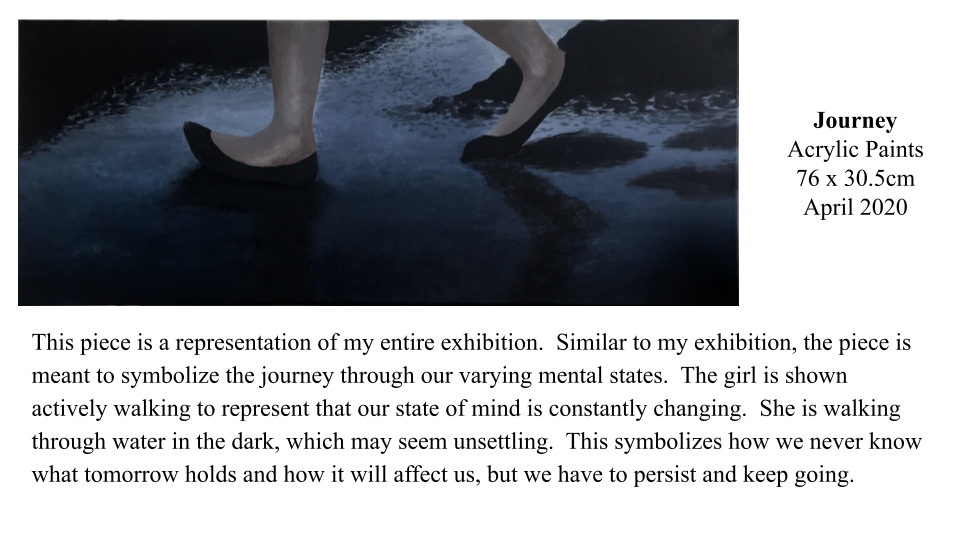 Journey
Acrylic Paints
76 x 30.5cm
April 2020
This piece is a representation of my entire exhibition.  Similar to my exhibition, the piece is
meant to symbolize the journey through our varying mental states.  The girl is shown
actively walking to represent that our state of mind is constantly changing.  She is walking
through water in the dark, which may seem unsettling.  This symbolizes how we never know
what tomorrow holds and how it will affect us, but we have to persist and keep going.